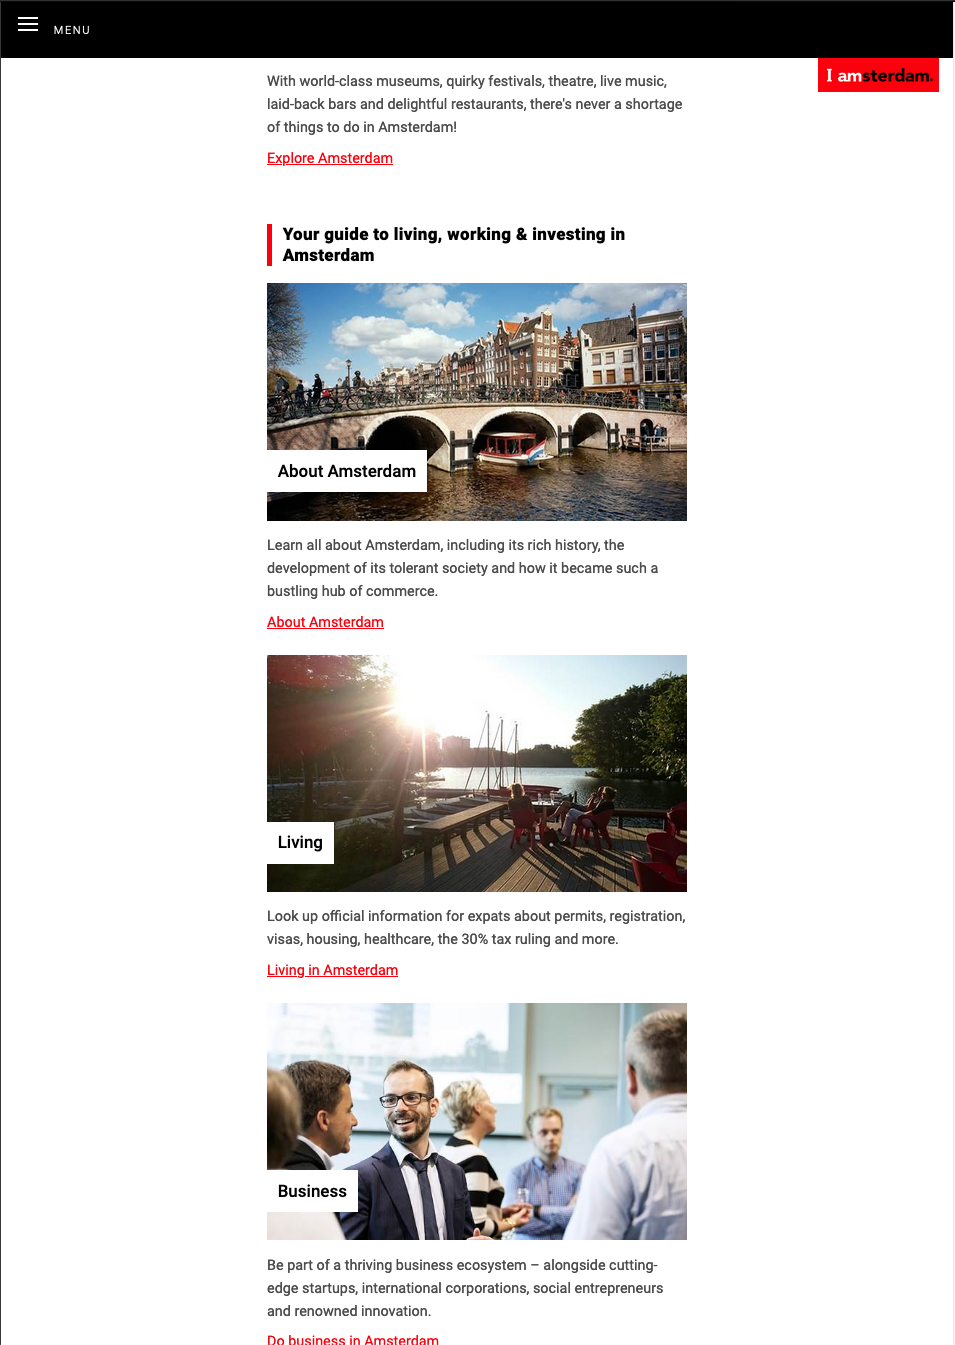 MENU
I amsterdam.
With world-class museums, quirky festivals, theatre, live music,
laid-back bars and delightful restaurants, there's never a shortage
of things to do in Amsterdam!
Explore Amsterdam
Your guide to living, working & investing in
Amsterdam
About Amsterdam
Learn all about Amsterdam, including its rich history, the
development of its tolerant society and how it became such a
bustling hub of commerce.
About Amsterdam
Living
Look up official information for expats about permits, registration,
visas, housing, healthcare, the 30% tax ruling and more.
Living in Amsterdam
Business
Be part of a thriving business ecosystem – alongside cutting-
edge startups, international corporations, social entrepreneurs
and renowned innovation.
Do business in Amsterdam